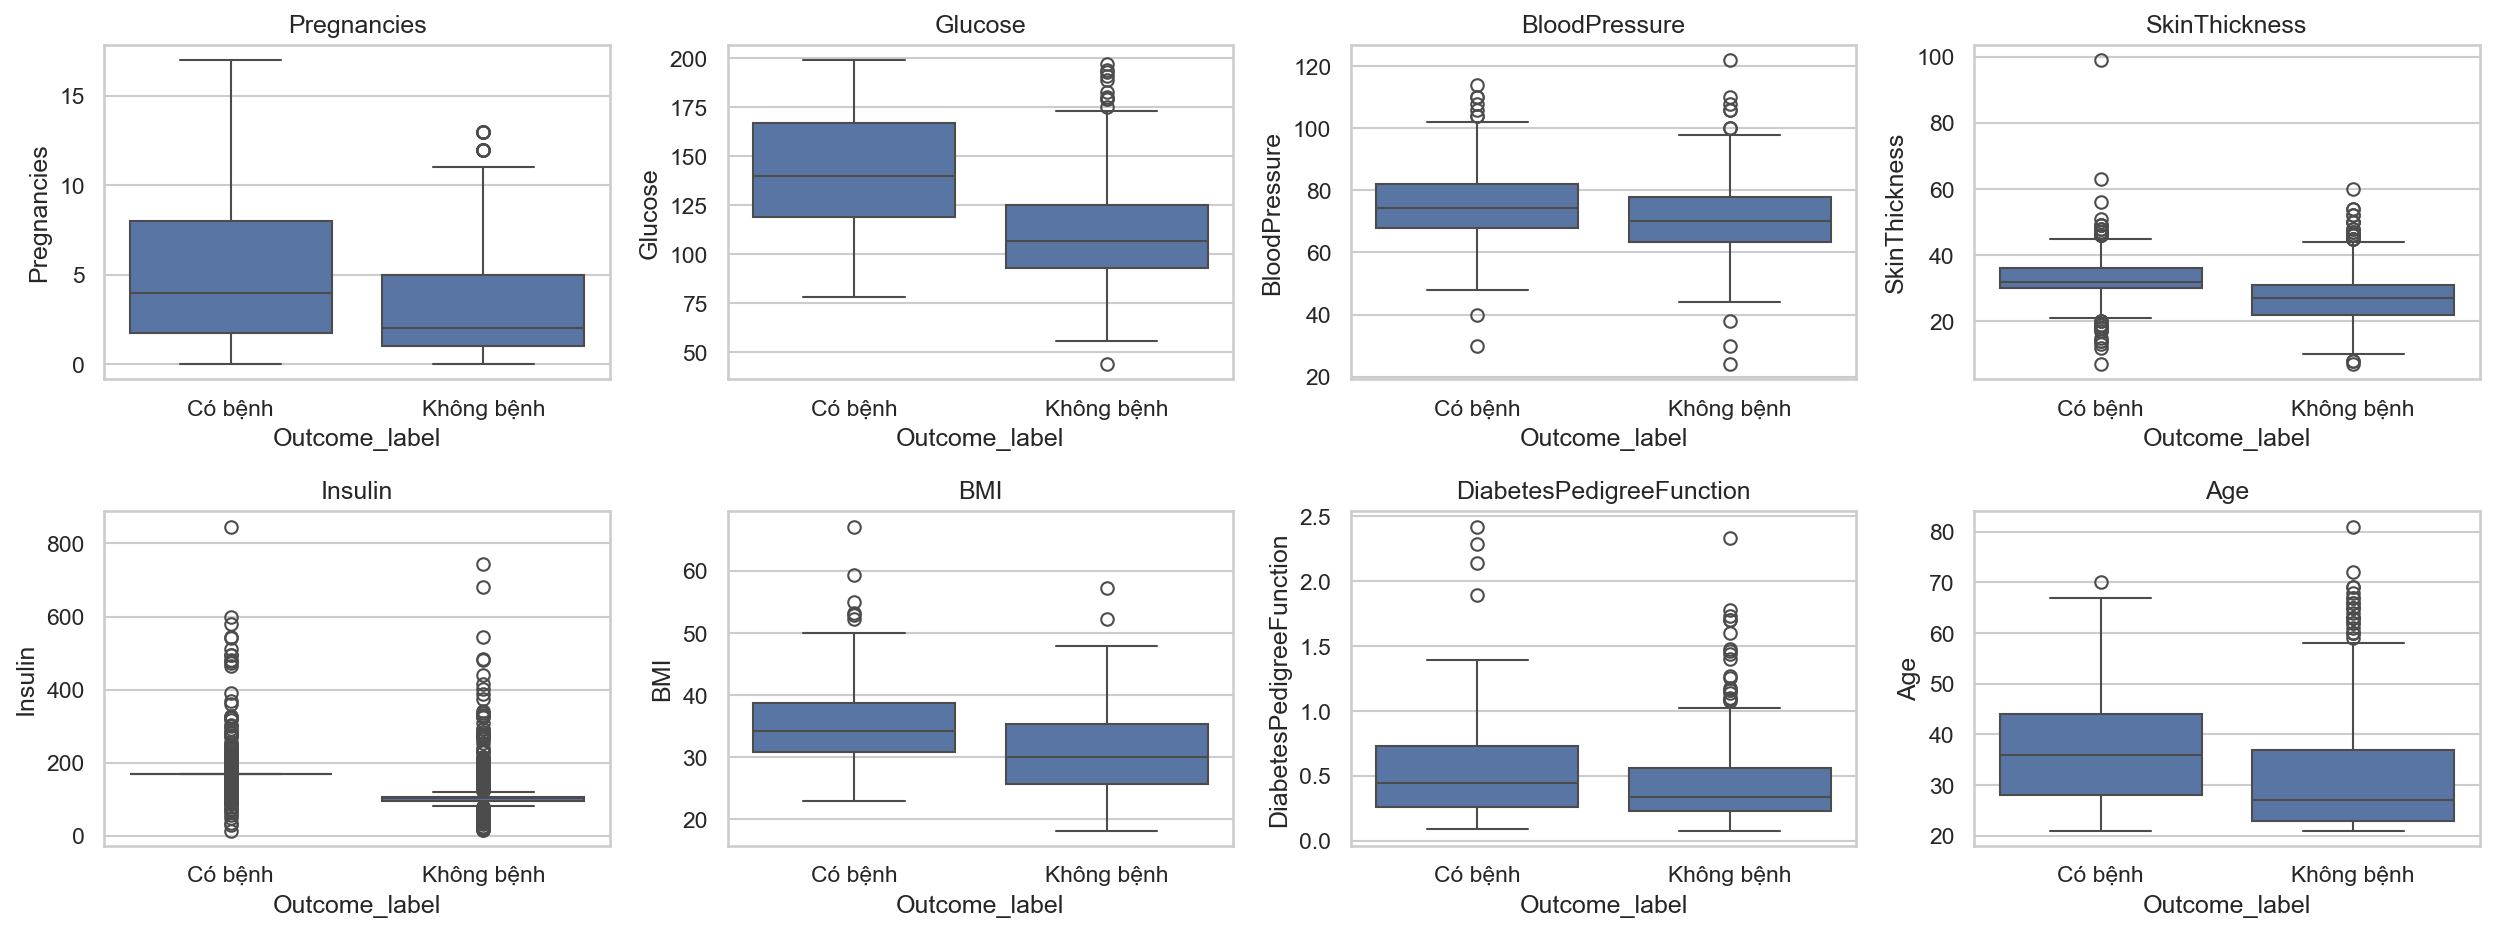 Pregnancies
Pregnancies
15
10
5
0
Có bệnh Không bệnh
Outcome_label
Glucose
Glucose
200
175
150
125
100
75
50
Có bệnh Không bệnh
Outcome_label
BloodPressure
BloodPressure
120
100
80
60
40
20
Có bệnh Không bệnh
Outcome_label
SkinThickness
SkinThickness
100
80
60
40
20
Có bệnh Không bệnh
Outcome_label
Insulin
Insulin
800
600
400
200
0
Có bệnh Không bệnh
Outcome_label
BMI
BMI
60
50
40
30
20
Có bệnh Không bệnh
Outcome_label
DiabetesPedigreeFunction
DiabetesPedigreeFunction
2.5
2.0
1.5
1.0
0.5
0.0
Có bệnh Không bệnh
Outcome_label
Age
Age
80
70
60
50
40
30
20
Có bệnh Không bệnh
Outcome_label